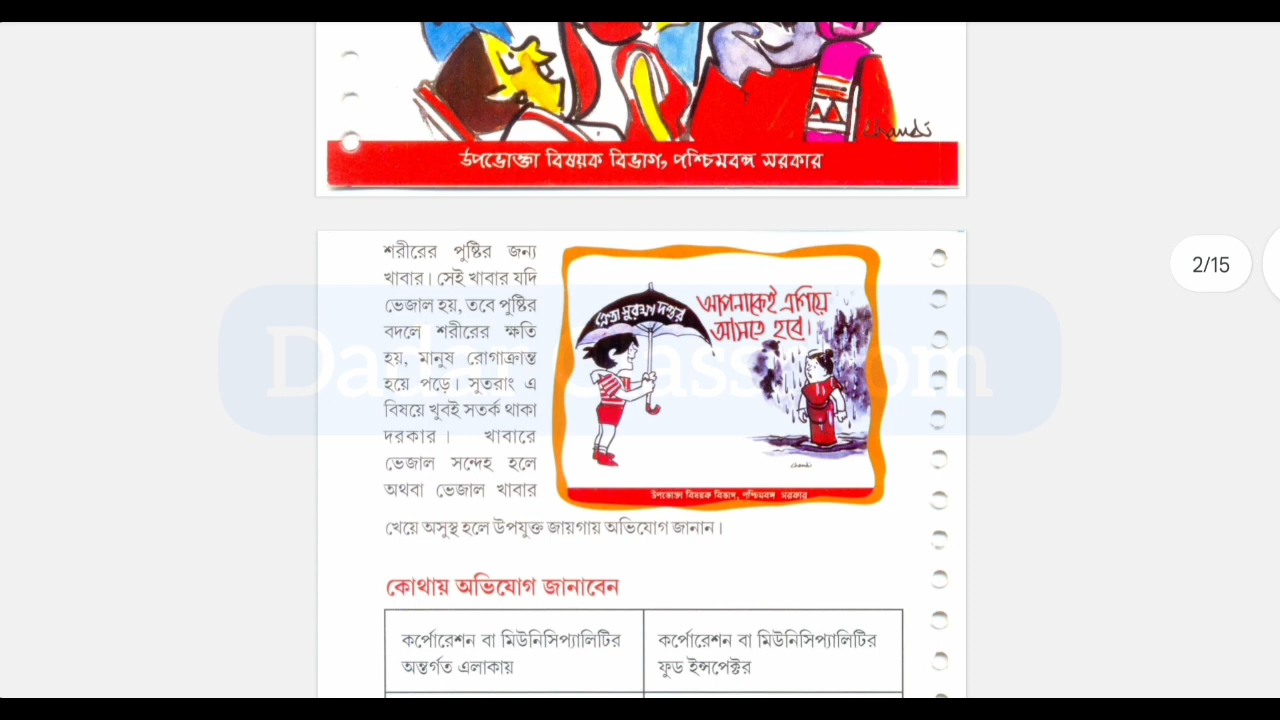 Chandi
উপভোক্তা বিষয়ক বিভাগ, পশ্চিমবঙ্গ সরকার
শরীরের পুষ্টির জন্য
খাবার। সেই খাবার যদি
ভেজাল হয়, তবে পুষ্টির
বদলে শরীরের ক্ষতি
হয়, মানুষ রোগাক্রান্ত
হয়ে পড়ে। সুতরাং এ
বিষয়ে খুবই সতর্ক থাকা
দরকার। খাবারে
ভেজাল সন্দেহ হলে
অথবা ভেজাল খাবার
ক্রেতা সুরক্ষা দপ্তর
আপনাকেই এগিয়ে
আসতে হবে।
Chandi
উপভোক্তা বিষয়ক বিভাগ, পশ্চিমবঙ্গ সরকার
খেয়ে অসুস্থ হলে উপযুক্ত জায়গায় অভিযোগ জানান।
কোথায় অভিযোগ জানাবেন
কর্পোরেশন বা মিউনিসিপ্যালিটির
অন্তর্গত এলাকায়
কর্পোরেশন বা মিউনিসিপ্যালিটির
ফুড ইন্সপেক্টর
2/15